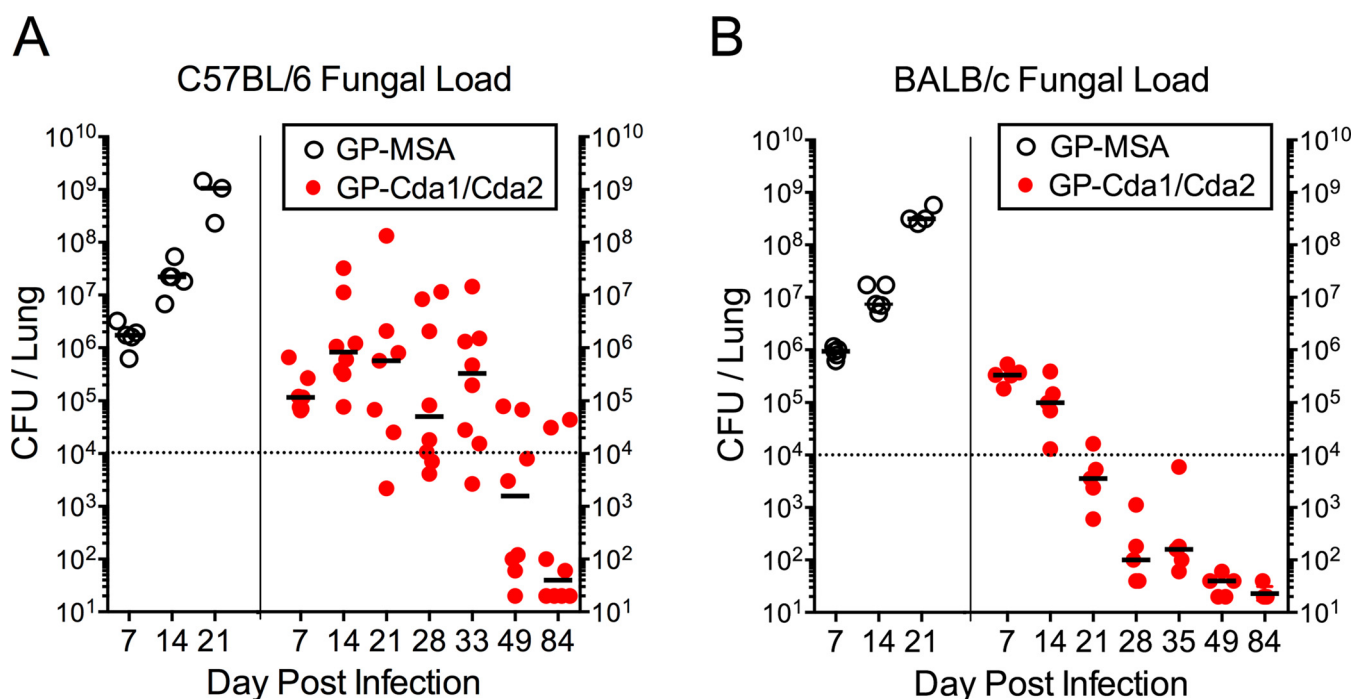 A
C57BL/6 Fungal Load
CFU / Lung
10¹⁰
10⁹
10⁸
10⁷
10⁶
10⁵
10⁴
10³
10²
10¹
GP-MSA
GP-Cda1/Cda2
10¹⁰
10⁹
10⁸
10⁷
10⁶
10⁵
10⁴
10³
10²
10¹
7 14 21 7 14 21 28 33 49 84
Day Post Infection
B
BALB/c Fungal Load
CFU / Lung
10¹⁰
10⁹
10⁸
10⁷
10⁶
10⁵
10⁴
10³
10²
10¹
GP-MSA
GP-Cda1/Cda2
10¹⁰
10⁹
10⁸
10⁷
10⁶
10⁵
10⁴
10³
10²
10¹
7 14 21 7 14 21 28 35 49 84
Day Post Infection